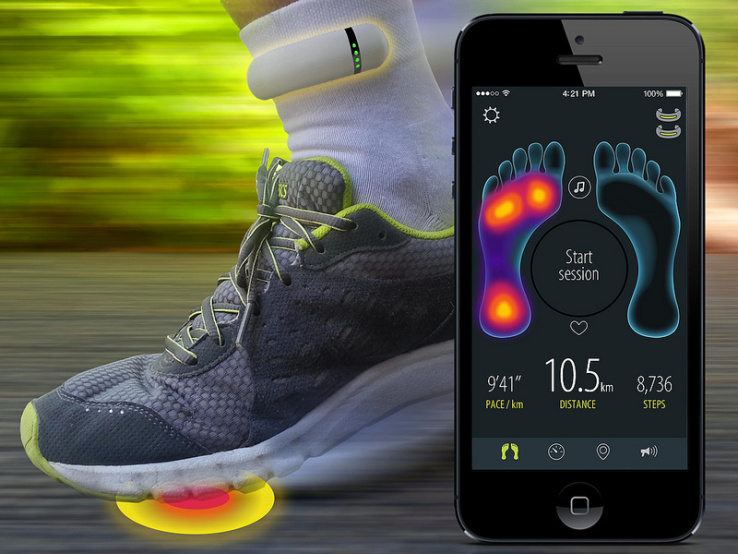 4:21 PM
100%
Start
session
9'41"
PACE / km
10.5km
DISTANCE
8,736
STEPS